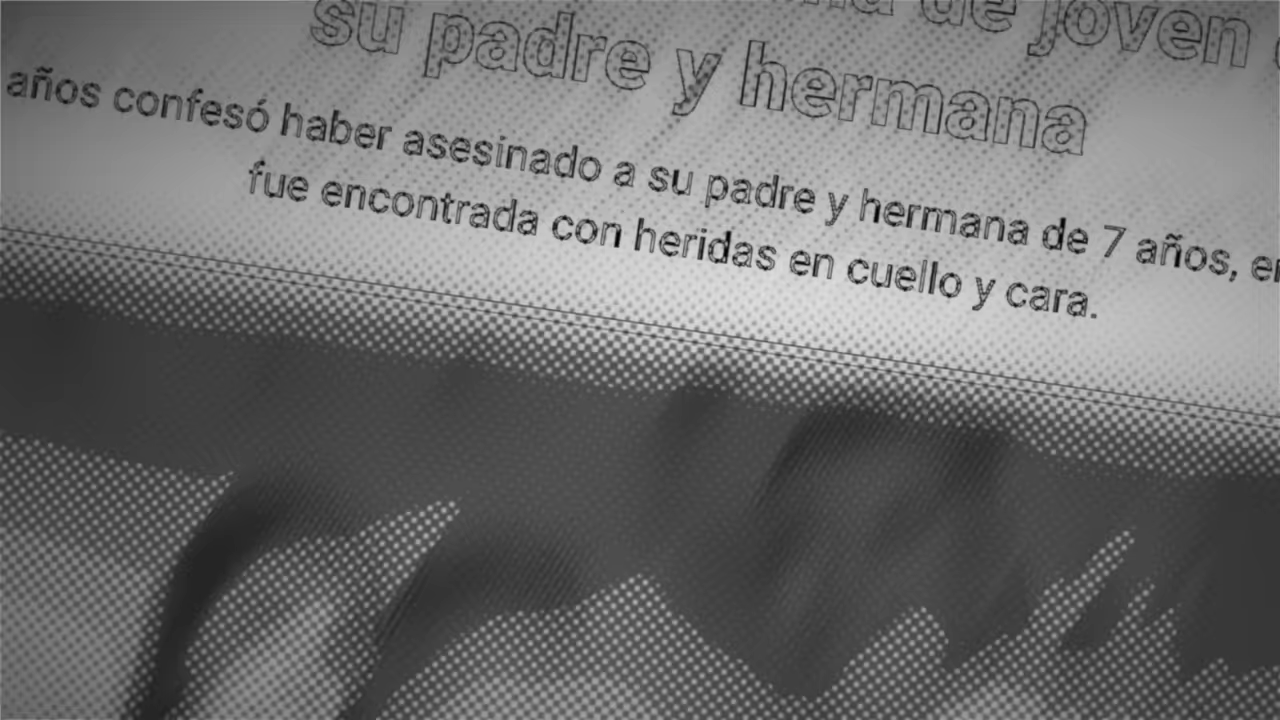 de joven
su padre y hermana
años confesó haber asesinado a su padre y hermana de 7 años,
fue encontrada con heridas en cuello y cara.